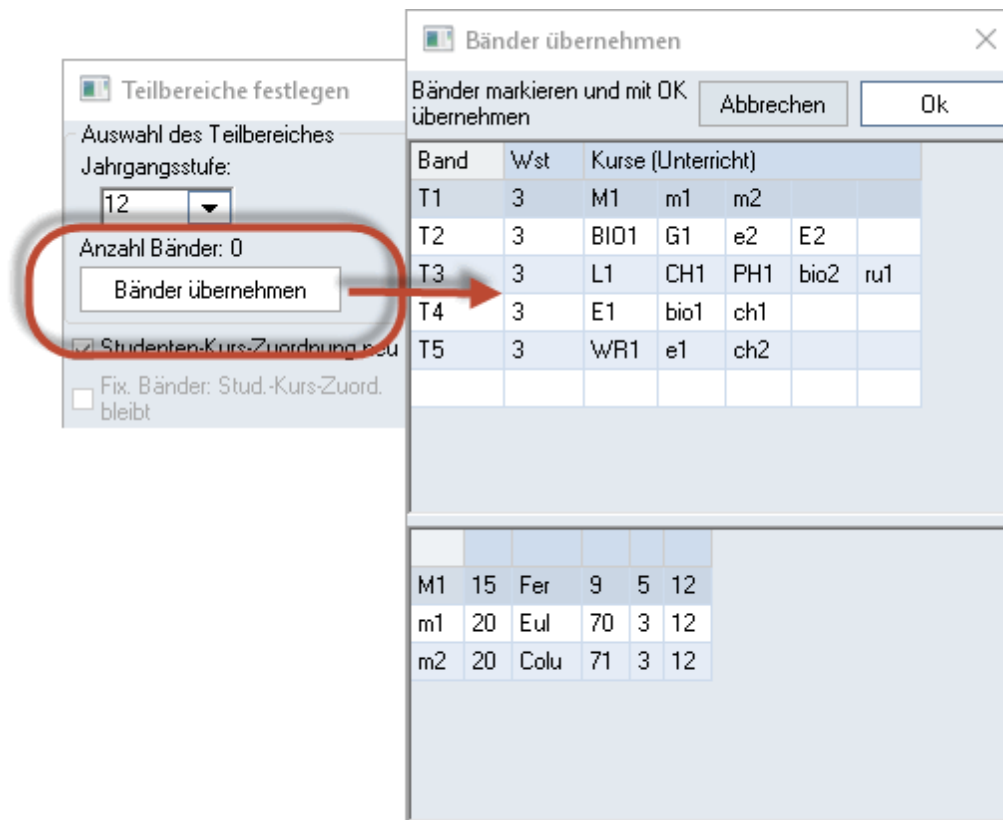 Teilbereiche festlegen
Auswahl des Teilbereiches
Jahrgangsstufe:
12
Anzahl Bänder: 0
Bänder übernehmen
Studenten-Kurs-Zuordnung neu
Fix. Bänder: Stud.-Kurs-Zuord.
bleibt
Bänder übernehmen
Bänder markieren und mit OK
übernehmen
Abbrechen Ok
Band Wst Kurse (Unterricht)
T1 3 M1 m1 m2
T2 3 BIO1 G1 e2 E2
T3 3 L1 CH1 PH1 bio2 ru1
T4 3 E1 bio1 ch1
T5 3 WR1 e1 ch2
M1 15 Fer 9 5 12
m1 20 Eul 70 3 12
m2 20 Colu 71 3 12